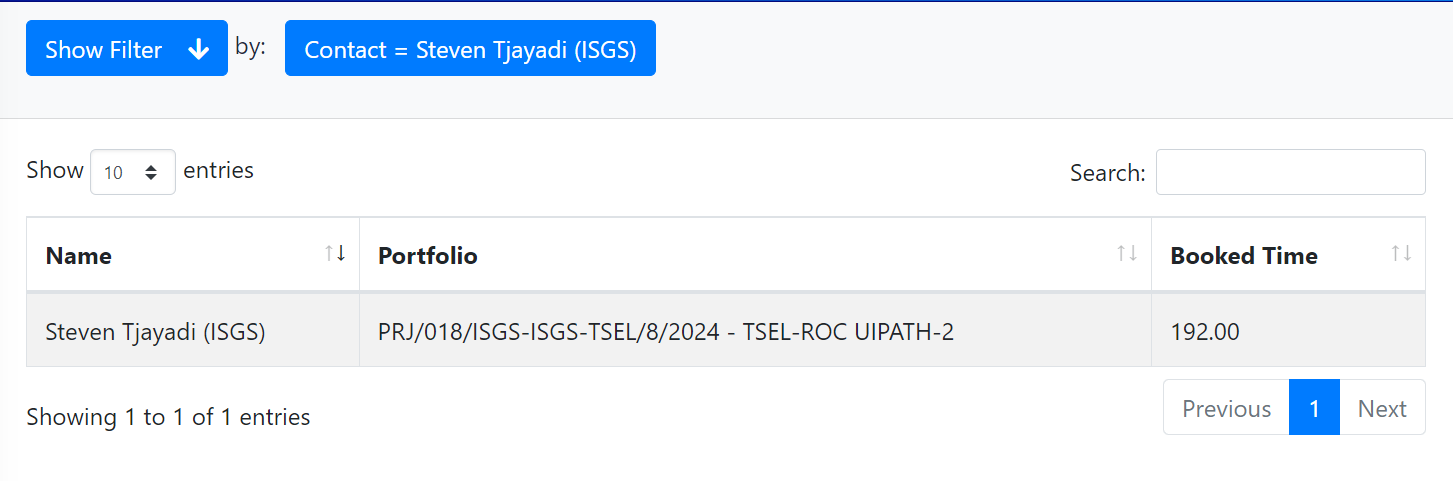 Show Filter by: Contact = Steven Tjayadi (ISGS)
Show 10 entries Search:
Name Portfolio Booked Time
Steven Tjayadi (ISGS) PRJ/018/ISGS-ISGS-TSEL/8/2024 - TSEL-ROC UIPATH-2 192.00
Showing 1 to 1 of 1 entries Previous 1 Next